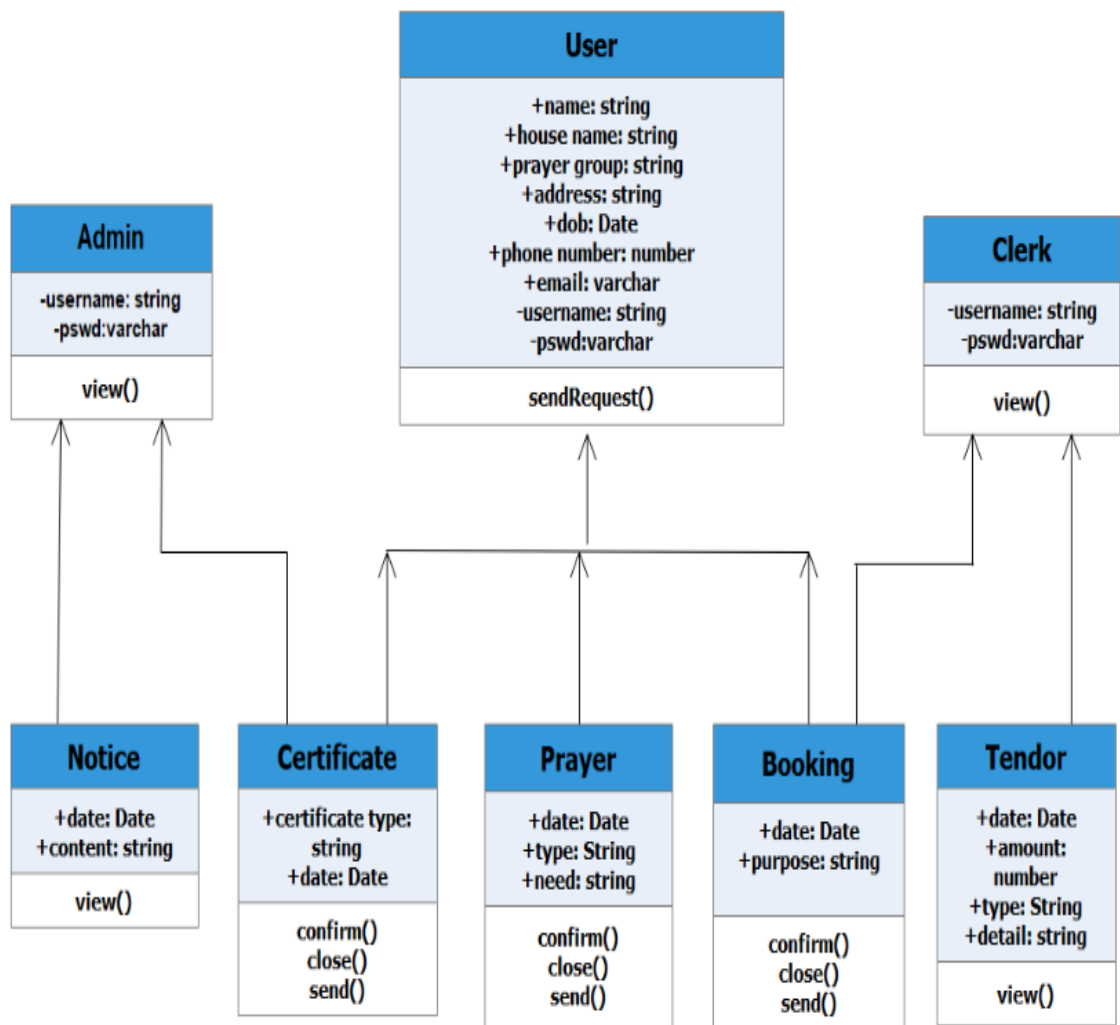 User
+name: string
+house name: string
+prayer group: string
+address: string
+dob: Date
+phone number: number
+email: varchar
-username: string
-pswd:varchar
sendRequest()
Admin
-username: string
-pswd:varchar
view()
Clerk
-username: string
-pswd:varchar
view()
Notice
+date: Date
+content: string
view()
Certificate
+certificate type:
string
+date: Date
confirm()
close()
send()
Prayer
+date: Date
+type: String
+need: string
confirm()
close()
send()
Booking
+date: Date
+purpose: string
confirm()
close()
send()
Tendor
+date: Date
+amount:
number
+type: String
+detail: string
view()